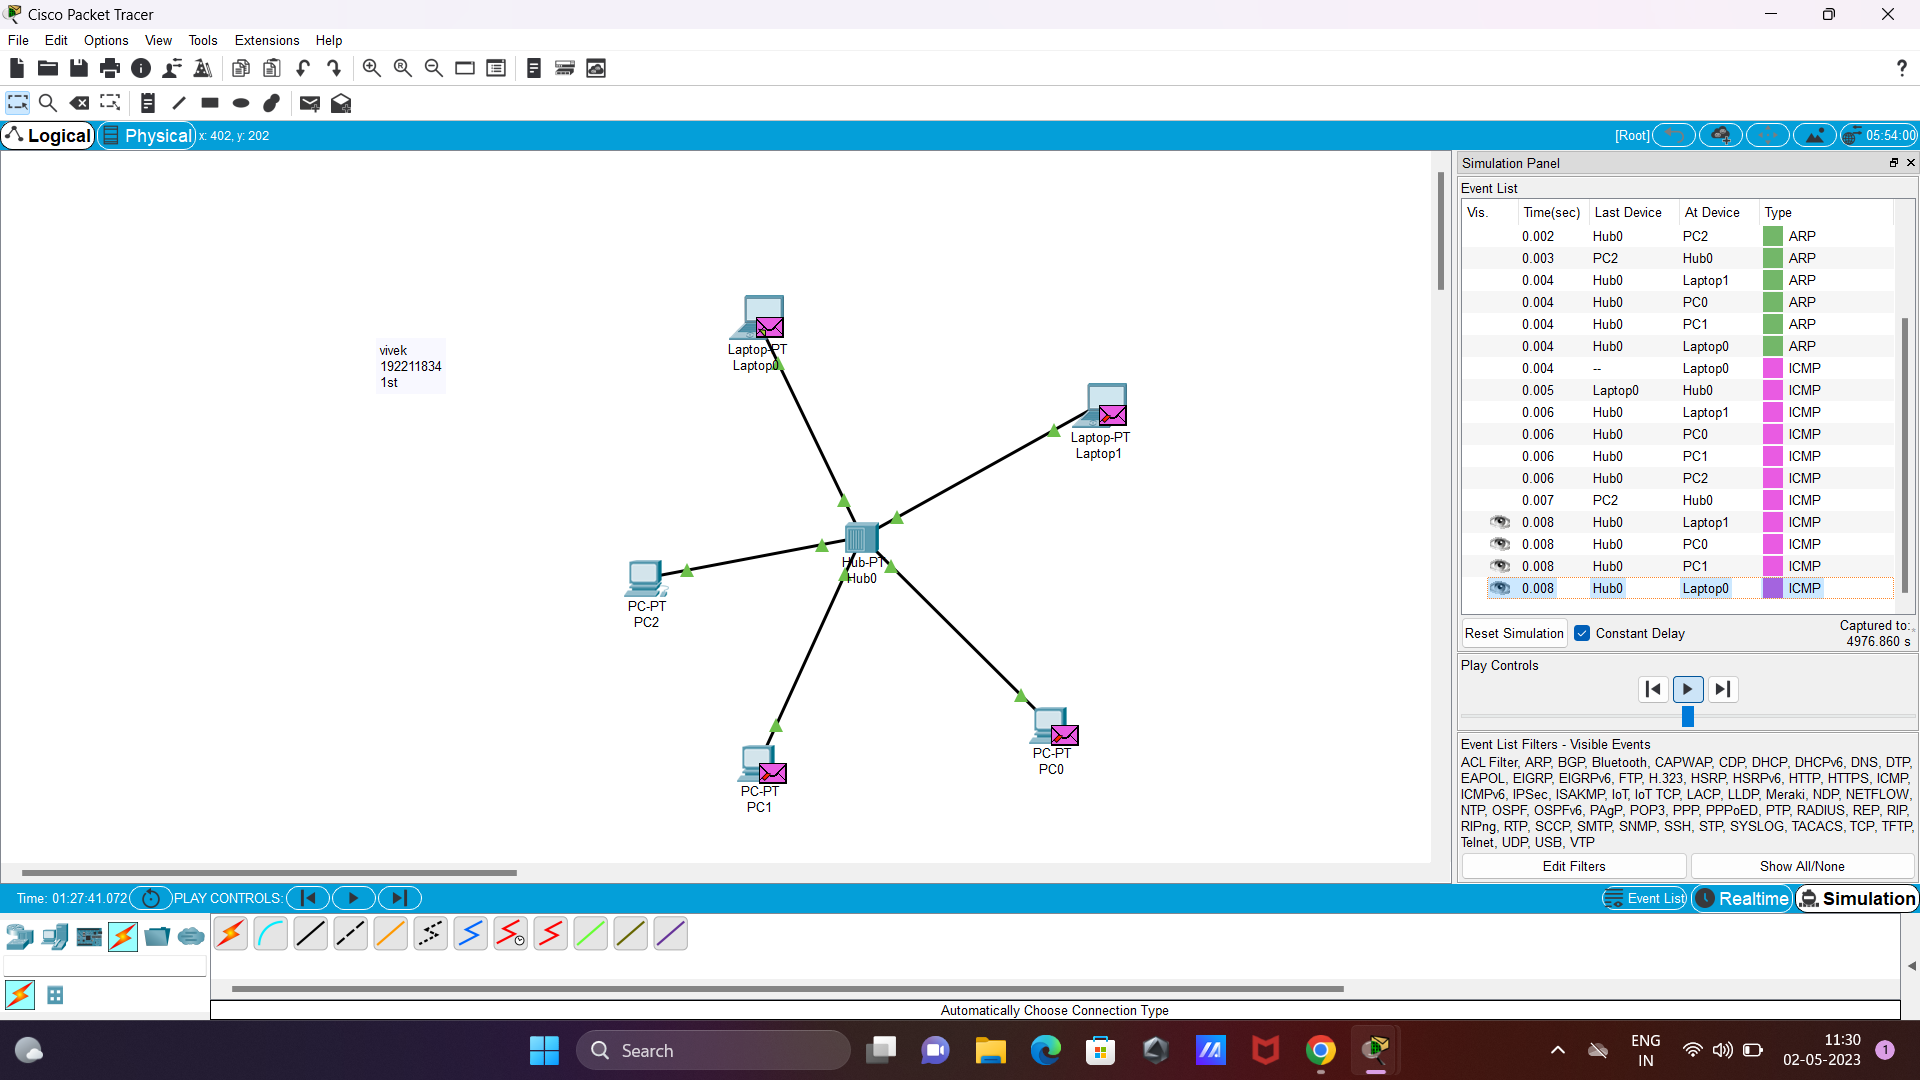 Cisco Packet Tracer
File Edit Options View Tools Extensions Help
?
Logical Physical x: 402, y: 202 [Root] 05:54:00
Simulation Panel
Event List
Vis. Time(sec) Last Device At Device Type
0.002 Hub0 PC2 ARP
0.003 PC2 Hub0 ARP
0.004 Hub0 Laptop1 ARP
0.004 Hub0 PC0 ARP
0.004 Hub0 PC1 ARP
0.004 Hub0 Laptop0 ARP
0.004 -- Laptop0 ICMP
0.005 Laptop0 Hub0 ICMP
0.006 Hub0 Laptop1 ICMP
0.006 Hub0 PC0 ICMP
0.006 Hub0 PC1 ICMP
0.006 Hub0 PC2 ICMP
0.007 PC2 Hub0 ICMP
0.008 Hub0 Laptop1 ICMP
0.008 Hub0 PC0 ICMP
0.008 Hub0 PC1 ICMP
0.008 Hub0 Laptop0 ICMP
Reset Simulation Constant Delay Captured to:
4976.860 s
Play Controls
Event List Filters - Visible Events
ACL Filter, ARP, BGP, Bluetooth, CAPWAP, CDP, DHCP, DHCPv6, DNS, DTP,
EAPOL, EIGRP, EIGRPv6, FTP, H.323, HSRP, HSRPv6, HTTP, HTTPS, ICMP,
ICMPv6, IPSec, ISAKMP, IoT, IoT TCP, LACP, LLDP, Meraki, NDP, NETFLOW,
NTP, OSPF, OSPFv6, PAgP, POP3, PPP, PPPoED, PTP, RADIUS, REP, RIP,
RIPng, RTP, SCCP, SMTP, SNMP, SSH, STP, SYSLOG, TACACS, TCP, TFTP,
Telnet, UDP, USB, VTP
Edit Filters Show All/None
vivek
192211834
1st
Laptop-PT
Laptop0
Laptop-PT
Laptop1
Hub-PT
Hub0
PC-PT
PC2
PC-PT
PC0
PC-PT
PC1
Time: 01:27:41.072 PLAY CONTROLS: Event List Realtime Simulation
Automatically Choose Connection Type
Search
ENG
IN
11:30
02-05-2023
1